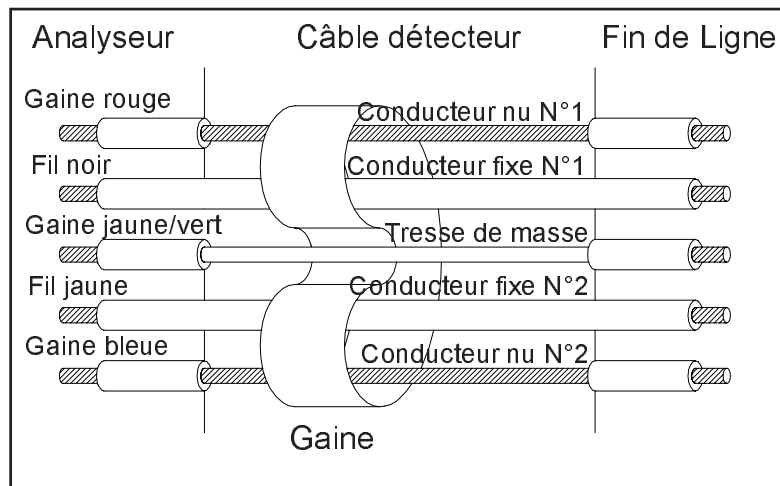 Analyseur Câble détecteur Fin de Ligne
Gaine rouge
Conducteur nu N°1
Fil noir
Conducteur fixe N°1
Gaine jaune/vert
Tresse de masse
Fil jaune
Conducteur fixe N°2
Gaine bleue
Conducteur nu N°2
Gaine